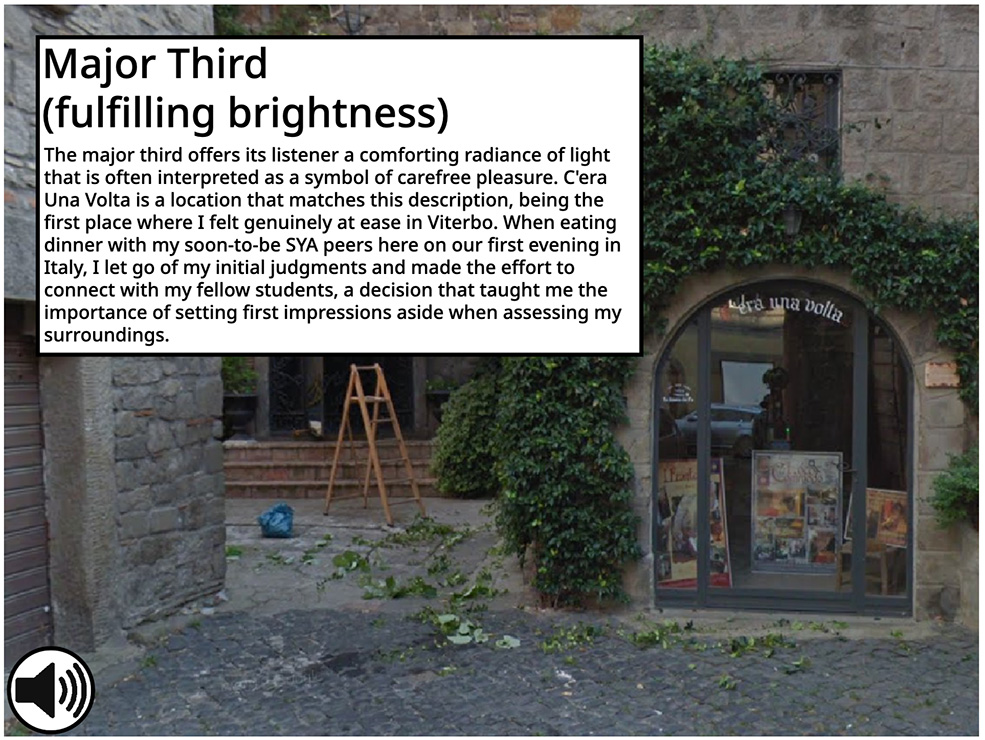 Major Third
(fulfilling brightness)
The major third offers its listener a comforting radiance of light
that is often interpreted as a symbol of carefree pleasure. C'era
Una Volta is a location that matches this description, being the
first place where I felt genuinely at ease in Viterbo. When eating
dinner with my soon-to-be SYA peers here on our first evening in
Italy, I let go of my initial judgments and made the effort to
connect with my fellow students, a decision that taught me the
importance of setting first impressions aside when assessing my
surroundings.
una volta